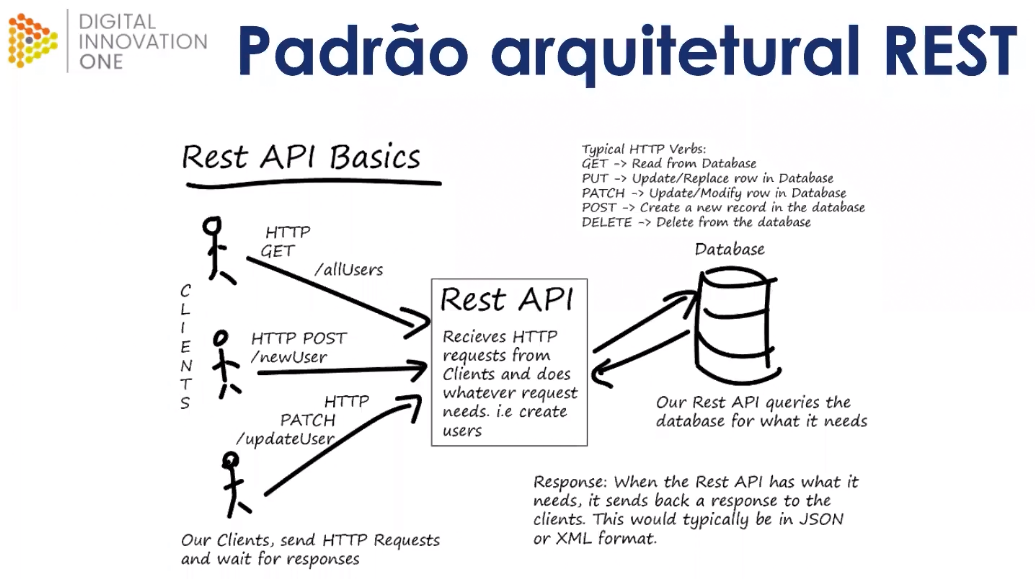 DIGITAL
INNOVATION
ONE
Padrão arquitetural REST
Rest API Basics
Typical HTTP Verbs:
GET -> Read from Database
PUT -> Update/Replace row in Database
PATCH -> Update/Modify row in Database
POST -> Create a new record in the database
DELETE -> Delete from the database
CLIENTS
HTTP
GET
/allUsers
HTTP POST
/newUser
HTTP
PATCH
/updateUser
Rest API
Recieves HTTP
requests from
Clients and does
whatever request
needs. i.e create
users
Database
Our Rest API queries the
database for what it needs
Our Clients, send HTTP Requests
and wait for responses
Response: When the Rest API has what it
needs, it sends back a response to the
clients. This would typically be in JSON
or XML format.